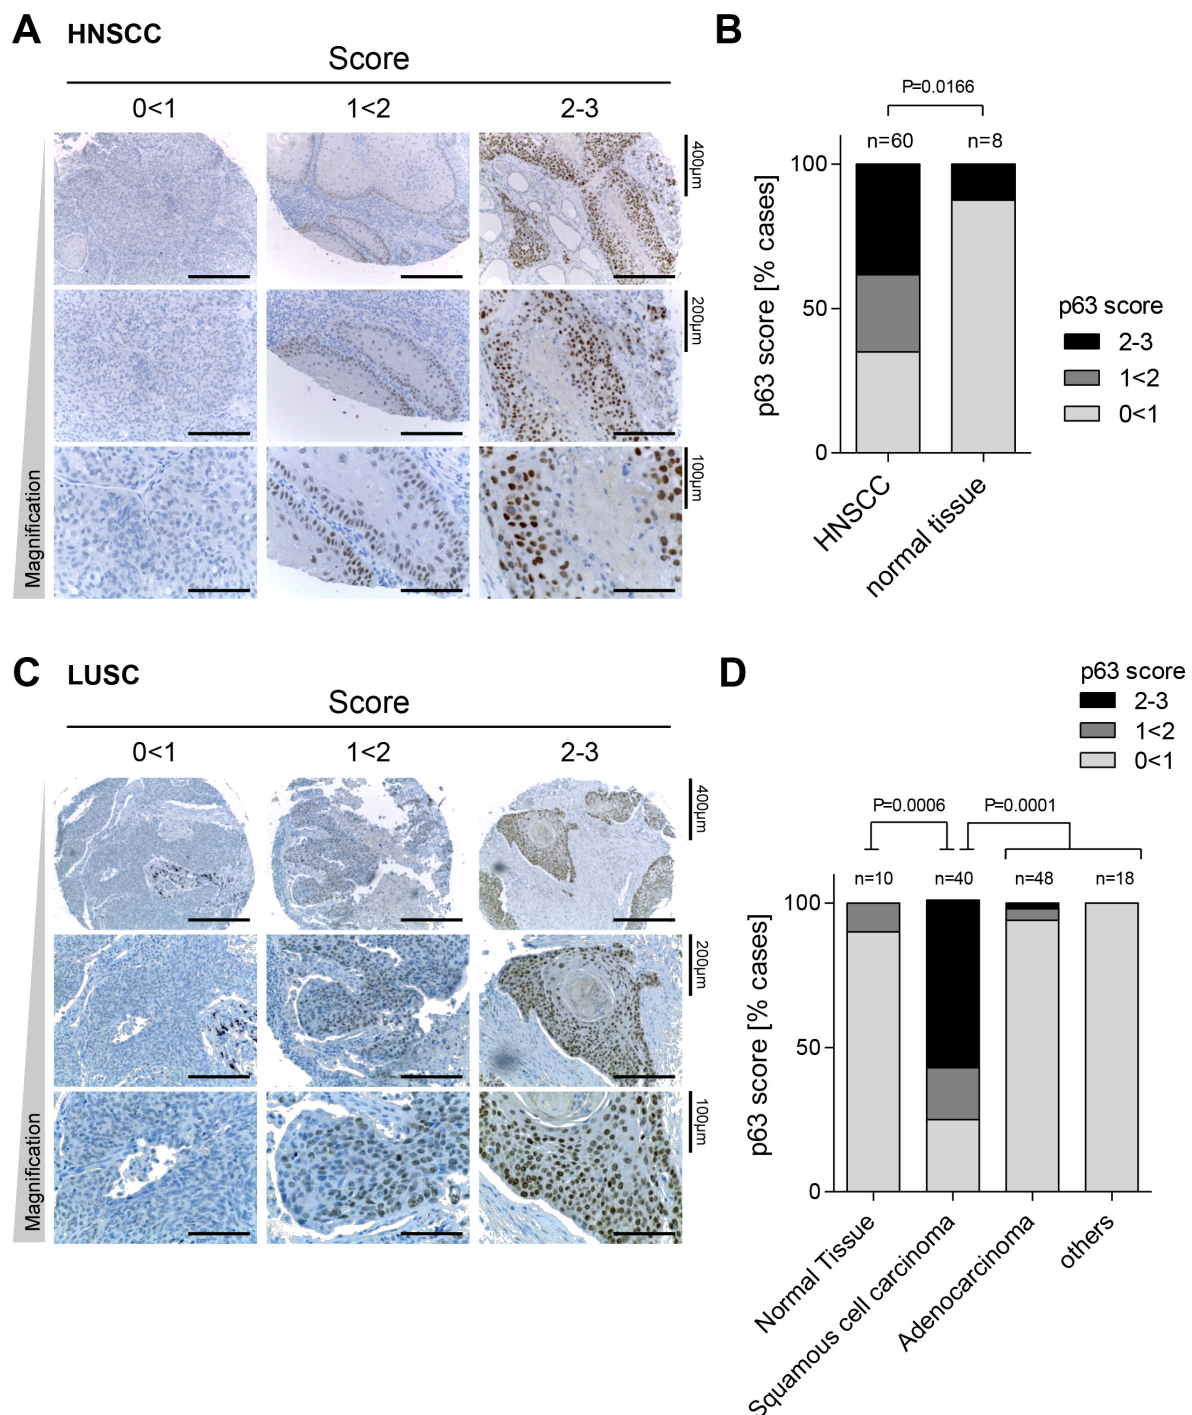 A HNSCC
Score
0<1 1<2 2-3
400µm
200µm
100µm
Magnification
B
P=0.0166
n=60 n=8
100
50
0
p63 score [% cases]
HNSCC
normal tissue
p63 score
2-3
1<2
0<1
C LUSC
Score
0<1 1<2 2-3
400µm
200µm
100µm
Magnification
D
p63 score
2-3
1<2
0<1
P=0.0006 P=0.0001
n=10 n=40 n=48 n=18
100
50
0
p63 score [% cases]
Normal Tissue
Squamous cell carcinoma
Adenocarcinoma
others